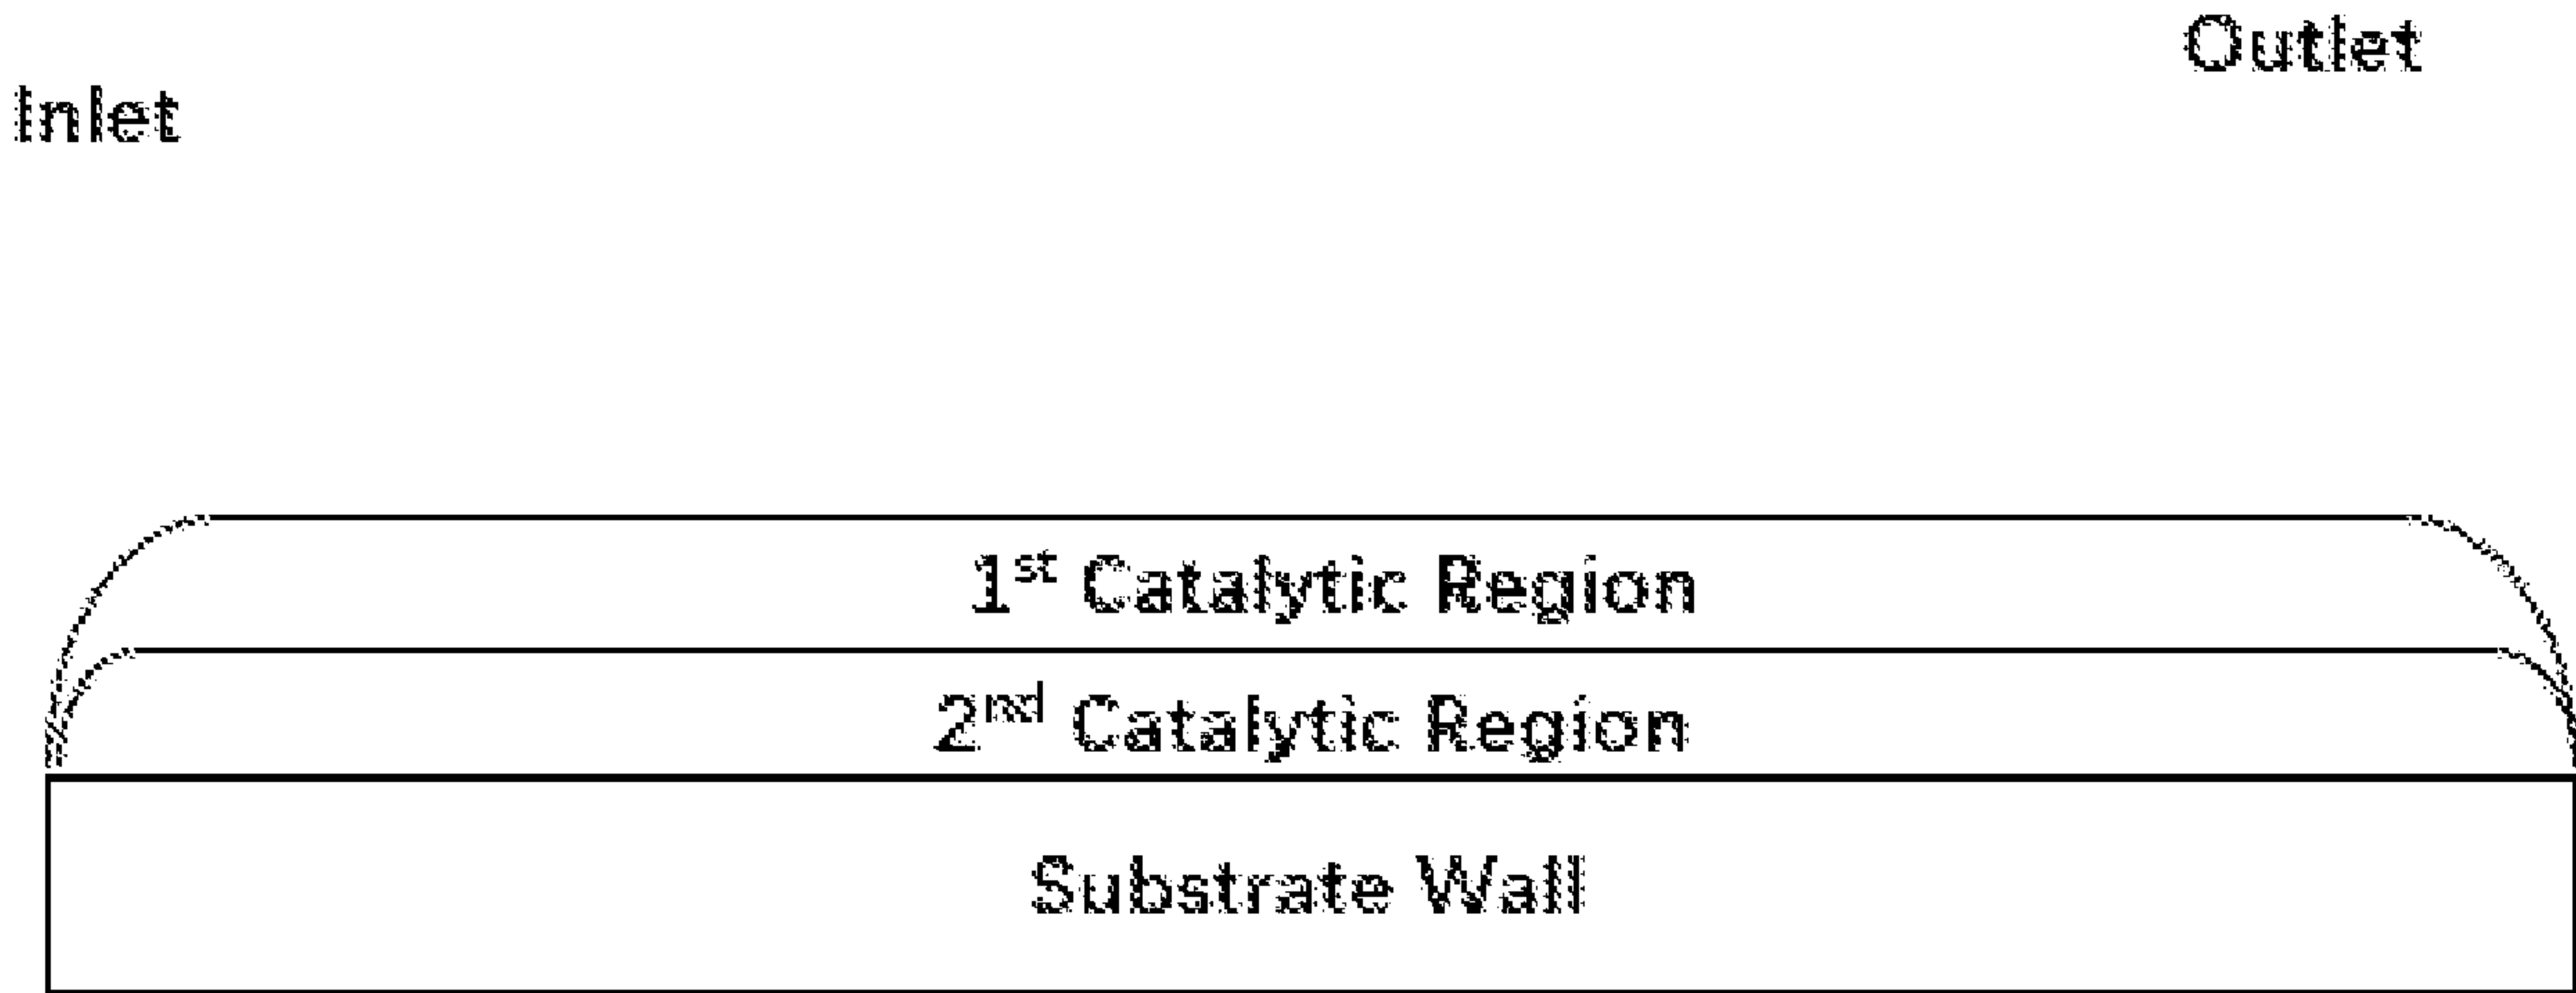 Outlet
Inlet
1st Catalytic Region
2nd Catalytic Region
Substrate Wall